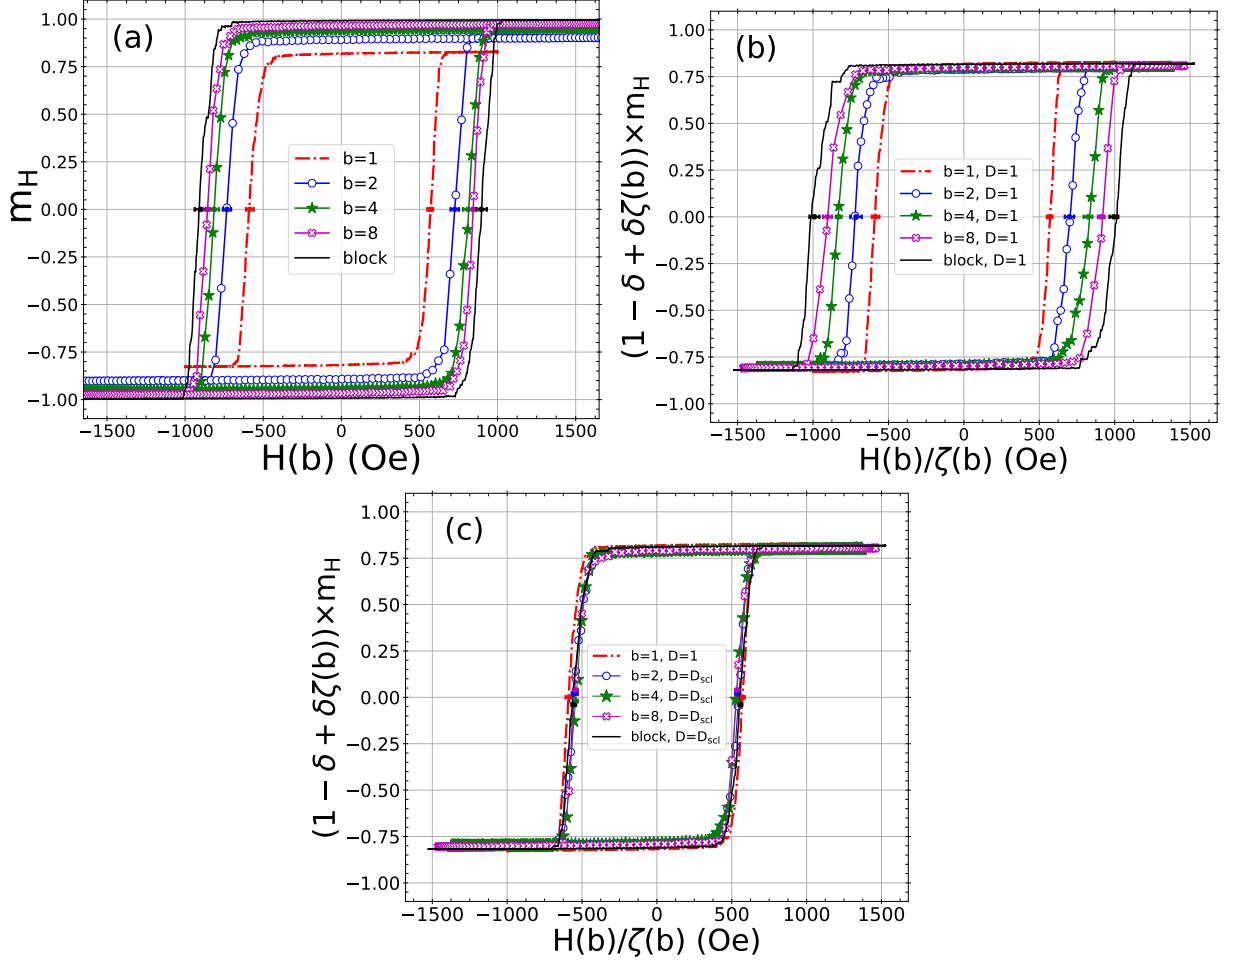 (a)
m_H
1.00
0.75
0.50
0.25
0.00
−0.25
−0.50
−0.75
−1.00
b=1
b=2
b=4
b=8
block
−1500 −1000 −500 0 500 1000 1500
H(b) (Oe)
(b)
(1 − δ + δζ(b))×m_H
1.00
0.75
0.50
0.25
0.00
−0.25
−0.50
−0.75
−1.00
b=1, D=1
b=2, D=1
b=4, D=1
b=8, D=1
block, D=1
−1500 −1000 −500 0 500 1000 1500
H(b)/ζ(b) (Oe)
(c)
(1 − δ + δζ(b))×m_H
1.00
0.75
0.50
0.25
0.00
−0.25
−0.50
−0.75
−1.00
b=1, D=1
b=2, D=D_scl
b=4, D=D_scl
b=8, D=D_scl
block, D=D_scl
−1500 −1000 −500 0 500 1000 1500
H(b)/ζ(b) (Oe)